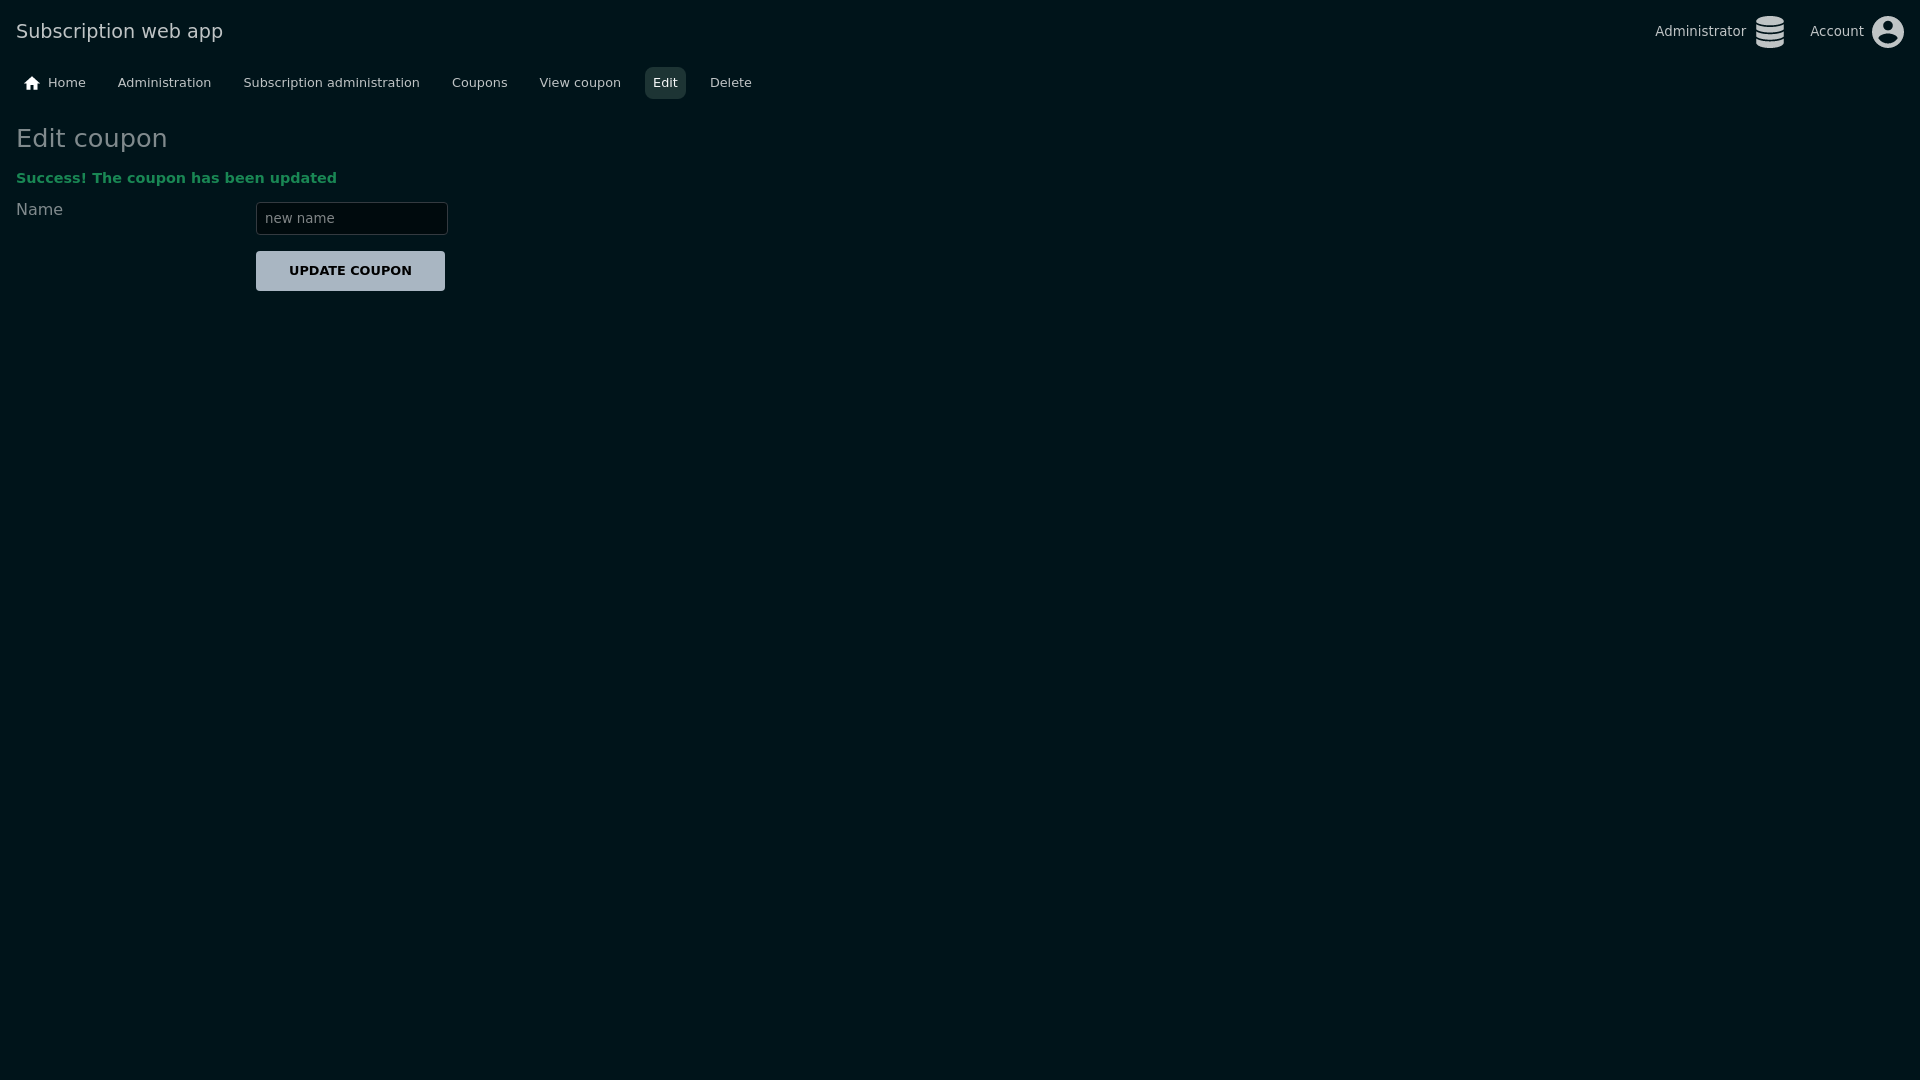 Subscription web app
Administrator
Account
Home
Administration
Subscription administration
Coupons
View coupon
Edit
Delete
Edit coupon
Success! The coupon has been updated
Name
new name
UPDATE COUPON